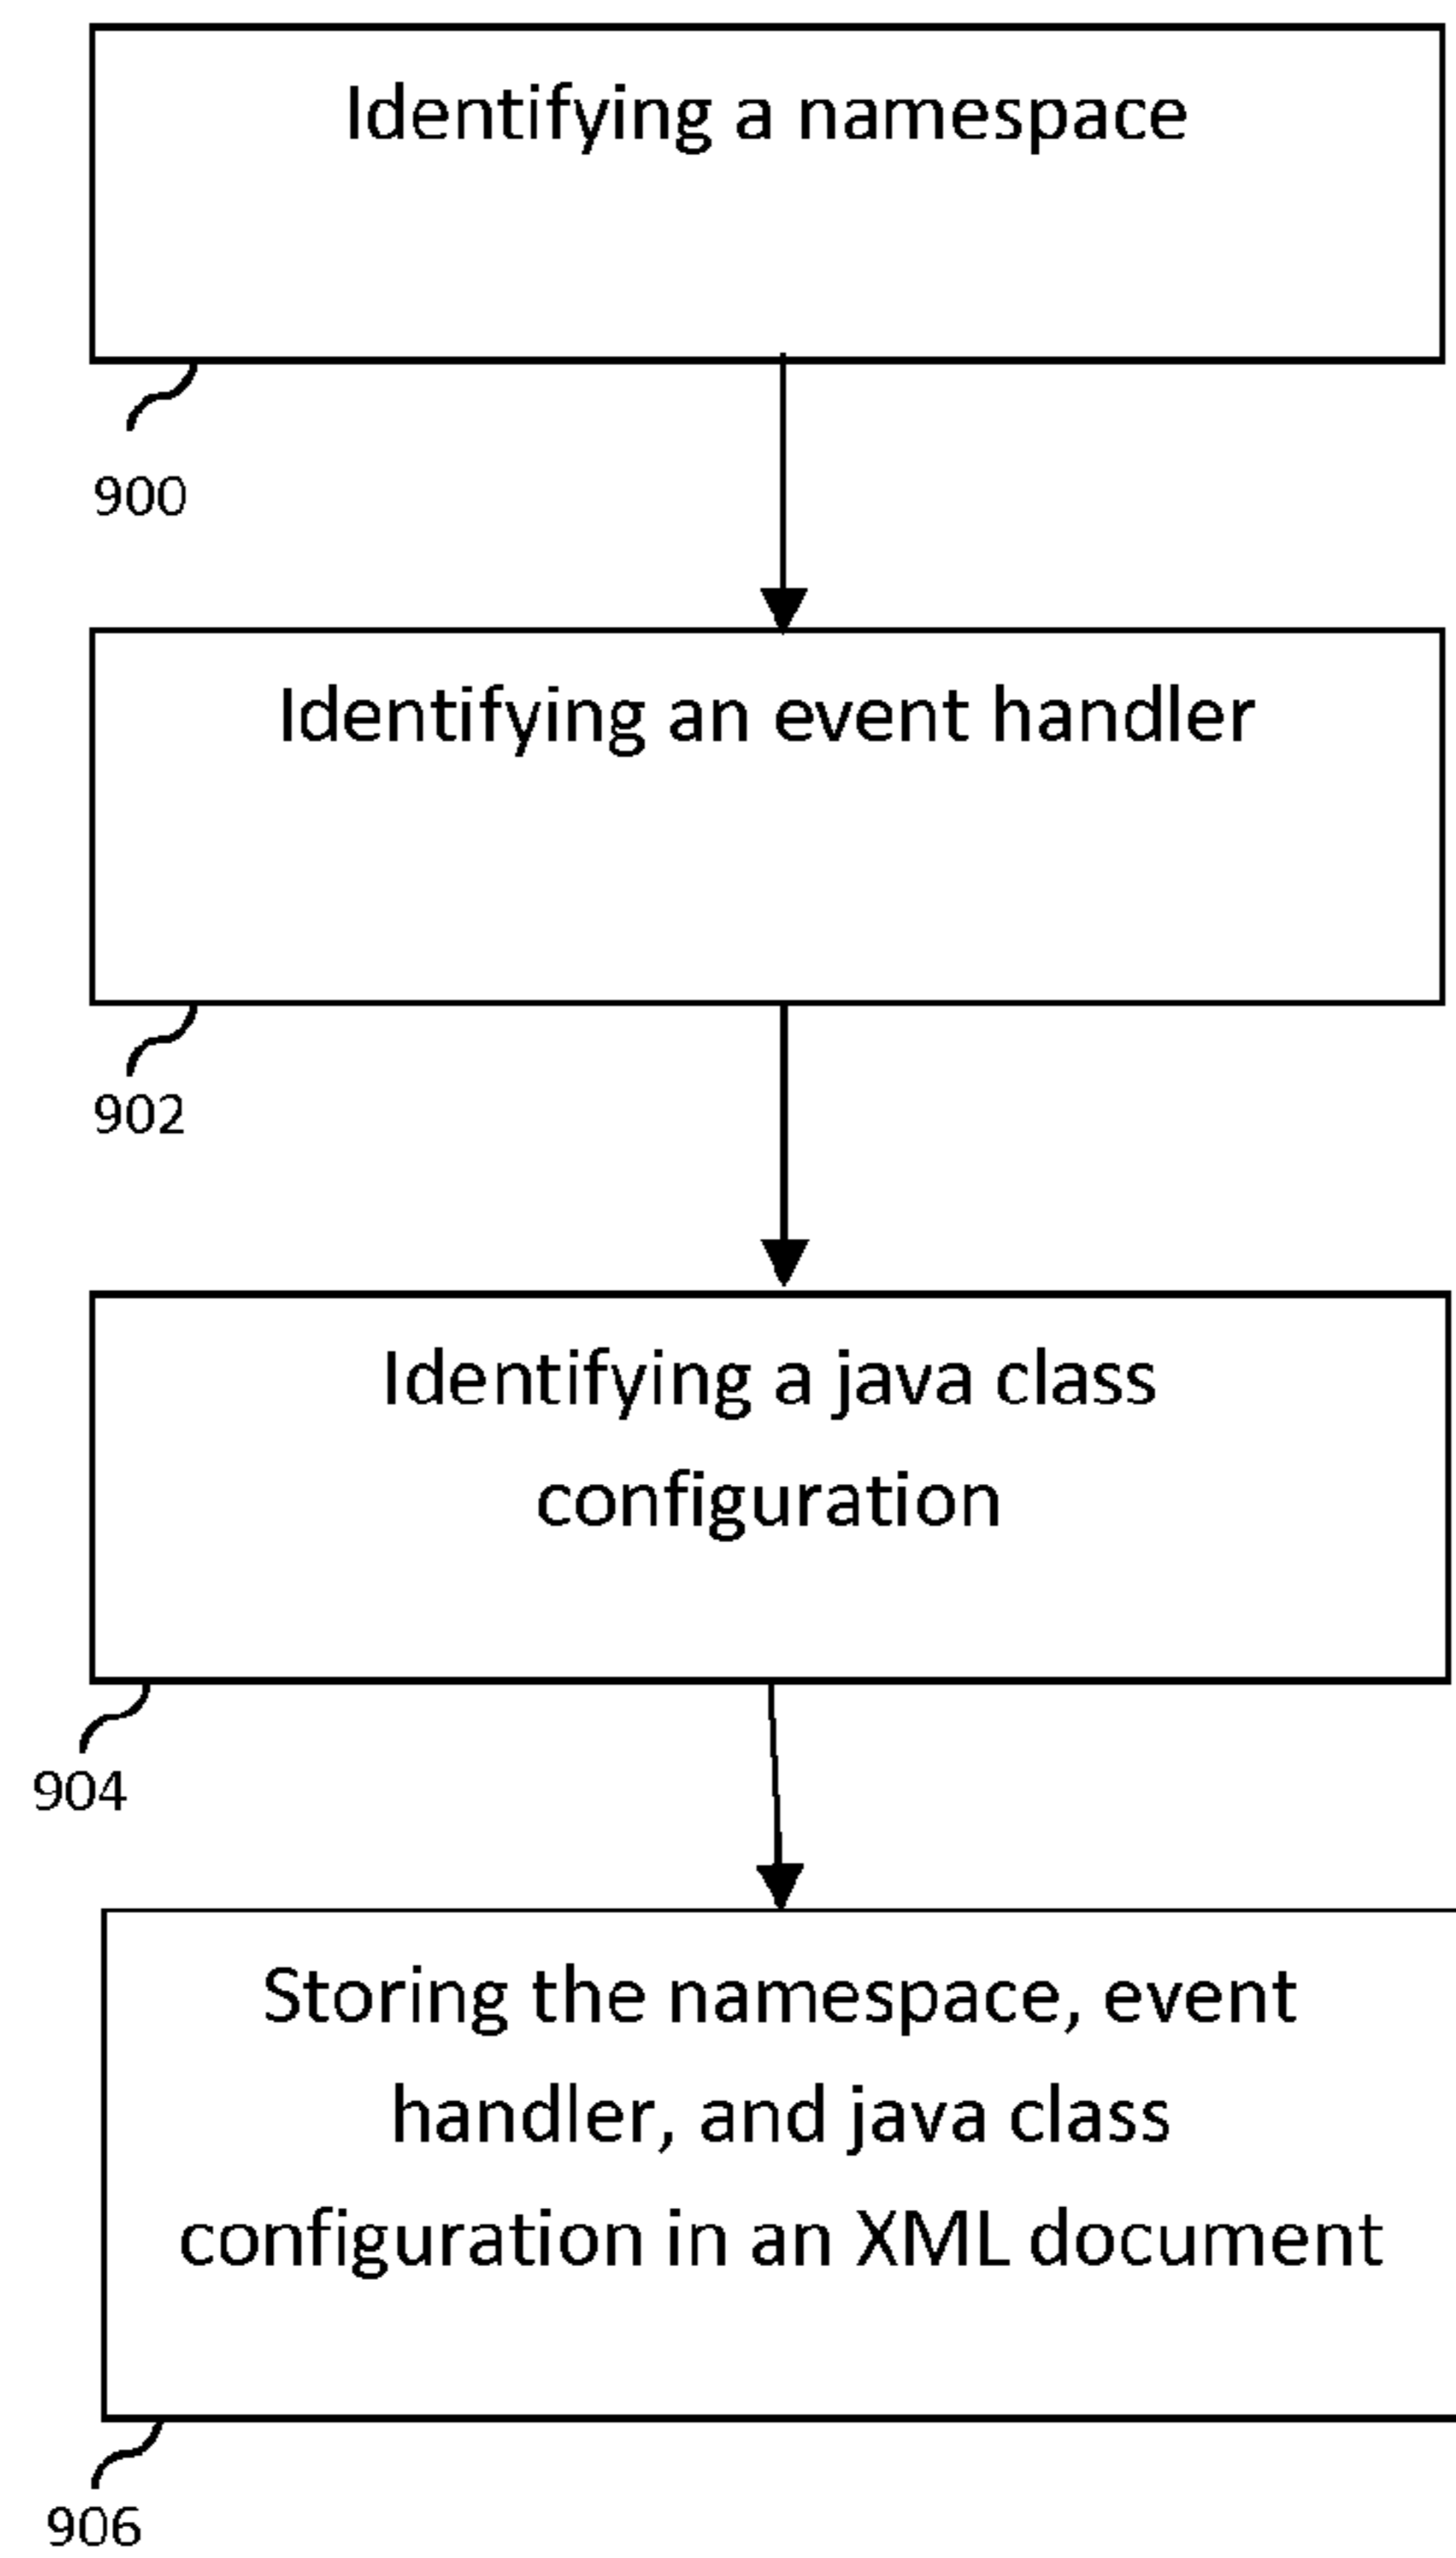 Identifying a namespace
900
Identifying an event handler
902
Identifying a java class
configuration
904
Storing the namespace, event
handler, and java class
configuration in an XML document
906